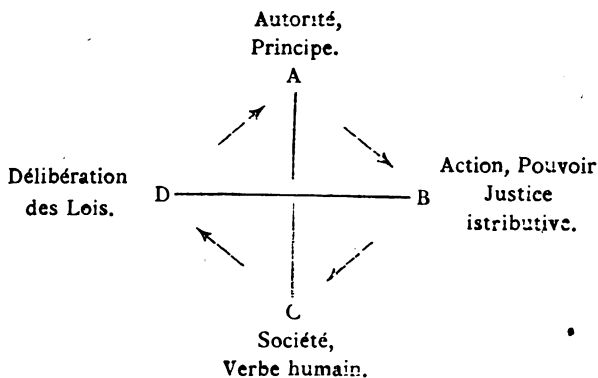 Autorité,
Principe.
A
Délibération
des Lois.
D
B
Action, Pouvoir
Justice
istributive.
C
Société,
Verbe humain.